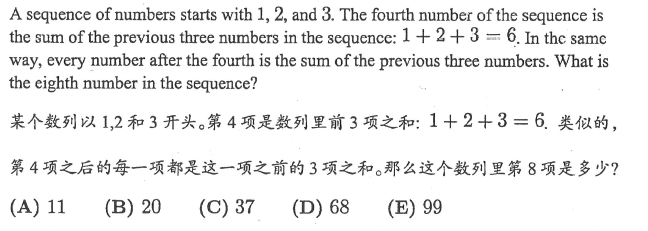 A sequence of numbers starts with 1, 2, and 3. The fourth number of the sequence is
the sum of the previous three numbers in the sequence: 1 + 2 + 3 = 6. In the same
way, every number after the fourth is the sum of the previous three numbers. What is
the eighth number in the sequence?
某个数列以 1,2 和 3 开头。第 4 项是数列里前 3 项之和: 1 + 2 + 3 = 6. 类似的,
第 4 项之后的每一项都是这一项之前的 3 项之和。那么这个数列里第 8 项是多少?
(A) 11 (B) 20 (C) 37 (D) 68 (E) 99